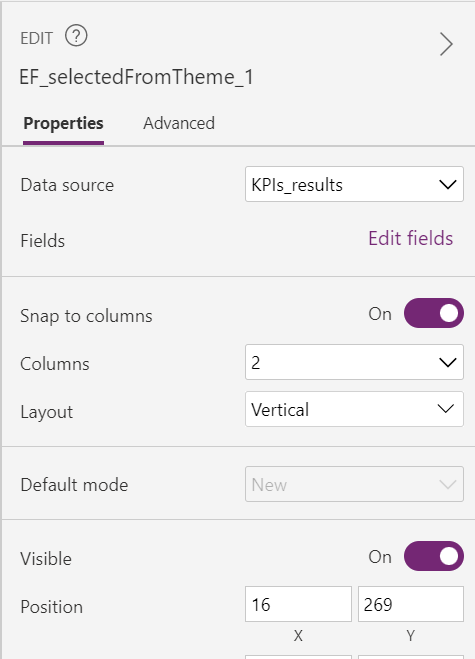 EDIT ?
EF_selectedFromTheme_1
Properties Advanced
Data source KPIs_results
Fields Edit fields
Snap to columns On
Columns 2
Layout Vertical
Default mode New
Visible On
Position 16 269
X Y